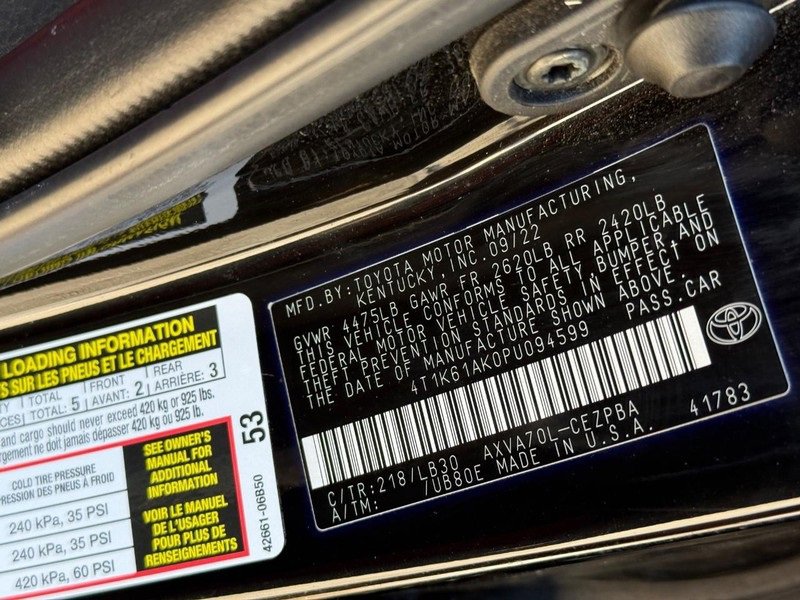 MFD.BY:TOYOTA MOTOR MANUFACTURING,
KENTUCKY,INC.09/22
GVWR 4475LB GAWR FR 2620LB RR 2420LB
THIS VEHICLE CONFORMS TO ALL APPLICABLE
FEDERAL MOTOR VEHICLE SAFETY, BUMPER, AND
THEFT PREVENTION STANDARDS IN EFFECT ON
THE DATE OF MANUFACTURE SHOWN ABOVE.
4T1K61AK0PU094599 PASS.CAR
C/TR:218/LB30 AXVA70L-CEZPBA 41783
A/TM: /UB80E MADE IN U.S.A.
LOADING INFORMATION
SUR LES PNEUS ET LE CHARGEMENT
TOTAL FRONT REAR
TOTAL: 5 AVANT: 2 ARRIÈRE: 3
and cargo should never exceed 420 kg or 925 lbs.
ne doit jamais dépasser 420 kg ou 925 lb.
COLD TIRE PRESSURE
DES PNEUS À FROID
240 kPa, 35 PSI
240 kPa, 35 PSI
420 kPa, 60 PSI
SEE OWNER'S
MANUAL FOR
ADDITIONAL
INFORMATION
VOIR LE MANUEL
DE L'USAGER
POUR PLUS DE
RENSEIGNEMENTS
53
42661-06B50